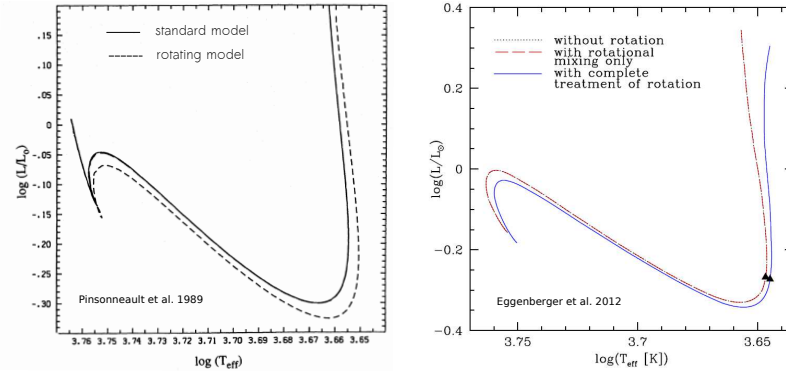 standard model
rotating model
.15
.10
.05
0
-.05
-.10
-.15
-.20
-.25
-.30
log (L/L₀)
3.76 3.75 3.74 3.73 3.72 3.71 3.70 3.69 3.68 3.67 3.66 3.65
log (Teff)
Pinsonneault et al. 1989
without rotation
with rotational
mixing only
with complete
treatment of rotation
0.4
0.2
0
−0.2
−0.4
log(L/L⊙)
3.75 3.7 3.65
log(Teff [K])
Eggenberger et al. 2012